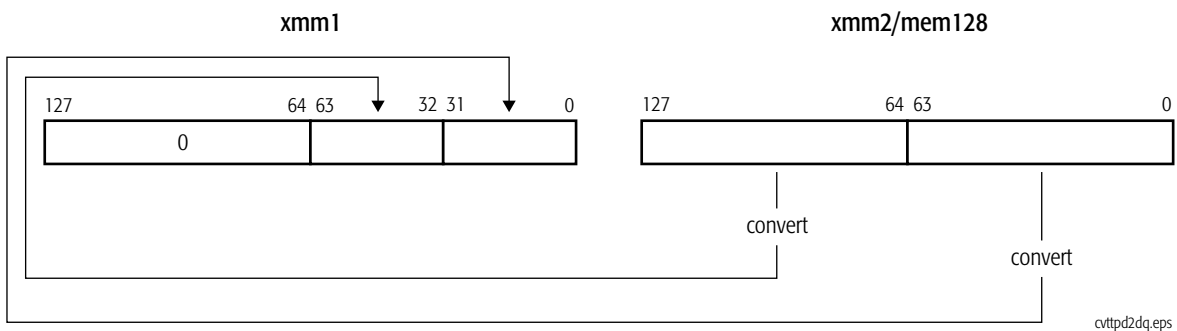 xmm1 xmm2/mem128
127 64 63 32 31 0 127 64 63 0
0
convert
convert
cvttpd2dq.eps